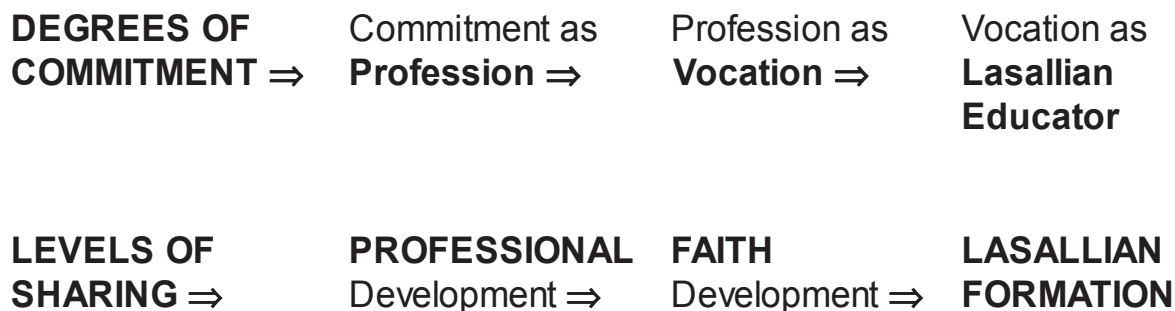 DEGREES OF Commitment as Profession as Vocation as
COMMITMENT ⇒ Profession ⇒ Vocation ⇒ Lasallian
Educator
LEVELS OF PROFESSIONAL FAITH LASALLIAN
SHARING ⇒ Development ⇒ Development ⇒ FORMATION